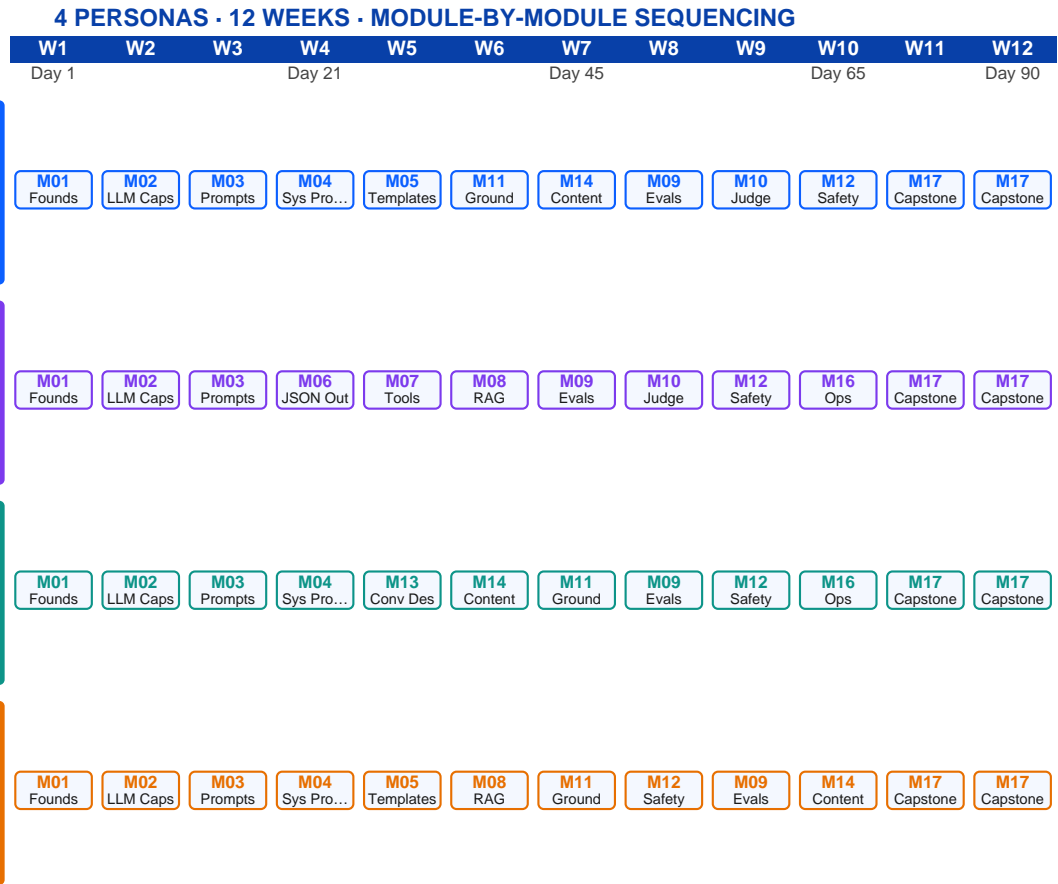 4 PERSONAS · 12 WEEKS · MODULE-BY-MODULE SEQUENCING
W1 W2 W3 W4 W5 W6 W7 W8 W9 W10 W11 W12
Day 1 Day 21 Day 45 Day 65 Day 90
M01 M02 M03 M04 M05 M11 M14 M09 M10 M12 M17 M17
Founds LLM Caps Prompts Sys Pro… Templates Ground Content Evals Judge Safety Capstone Capstone
M01 M02 M03 M06 M07 M08 M09 M10 M12 M16 M17 M17
Founds LLM Caps Prompts JSON Out Tools RAG Evals Judge Safety Ops Capstone Capstone
M01 M02 M03 M04 M13 M14 M11 M09 M12 M16 M17 M17
Founds LLM Caps Prompts Sys Pro… Conv Des Content Ground Evals Safety Ops Capstone Capstone
M01 M02 M03 M04 M05 M08 M11 M12 M09 M14 M17 M17
Founds LLM Caps Prompts Sys Pro… Templates RAG Ground Safety Evals Content Capstone Capstone